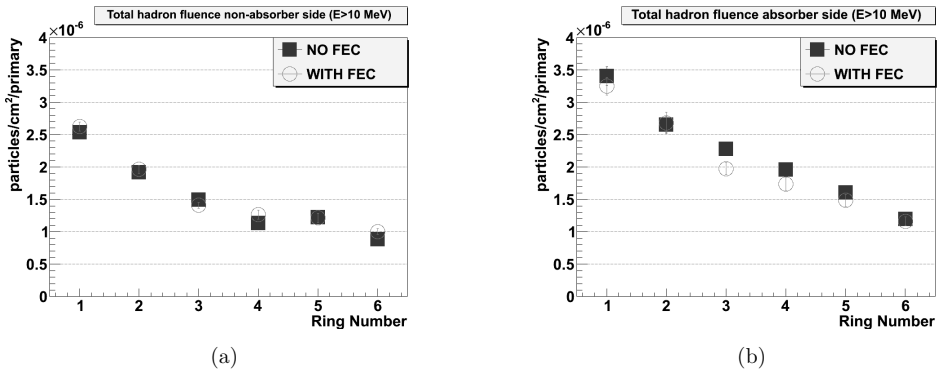 Total hadron fluence non-absorber side (E>10 MeV)
×10⁻⁶
particles/cm²/primary
4
3.5
3
2.5
2
1.5
1
0.5
0
NO FEC
WITH FEC
1 2 3 4 5 6
Ring Number
(a)
Total hadron fluence absorber side (E>10 MeV)
×10⁻⁶
particles/cm²/primary
4
3.5
3
2.5
2
1.5
1
0.5
0
NO FEC
WITH FEC
1 2 3 4 5 6
Ring Number
(b)